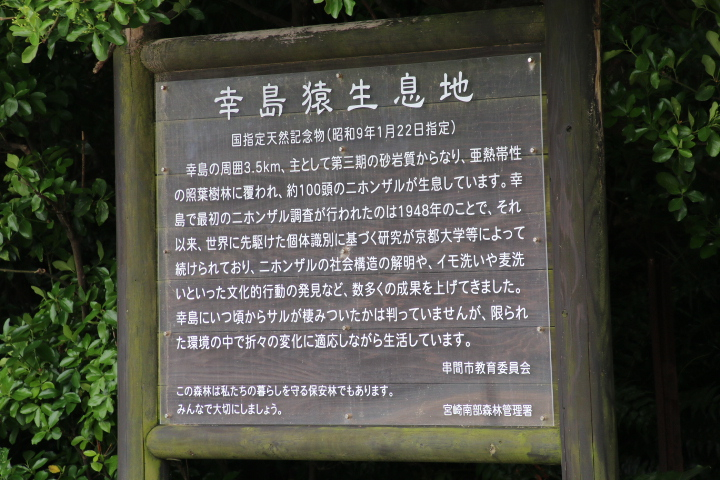 幸島猿生息地
国指定天然記念物(昭和9年1月22日指定)
幸島の周囲3.5km、主として第三期の砂岩質からなり、亜熱帯性
の照葉樹林に覆われ、約100頭のニホンザルが生息しています。幸
島で最初のニホンザル調査が行われたのは1948年のことで、それ
以来、世界に先駆けた個体識別に基づく研究が京都大学等によって
続けられており、ニホンザルの社会構造の解明や、イモ洗いや麦洗
いといった文化的行動の発見など、数多くの成果を上げてきました。
幸島にいつ頃からサルが棲みついたかは判っていませんが、限られ
た環境の中で折々の変化に適応しながら生活しています。
串間市教育委員会
この森林は私たちの暮らしを守る保安林でもあります。
みんなで大切にしましょう。
宮崎南部森林管理署